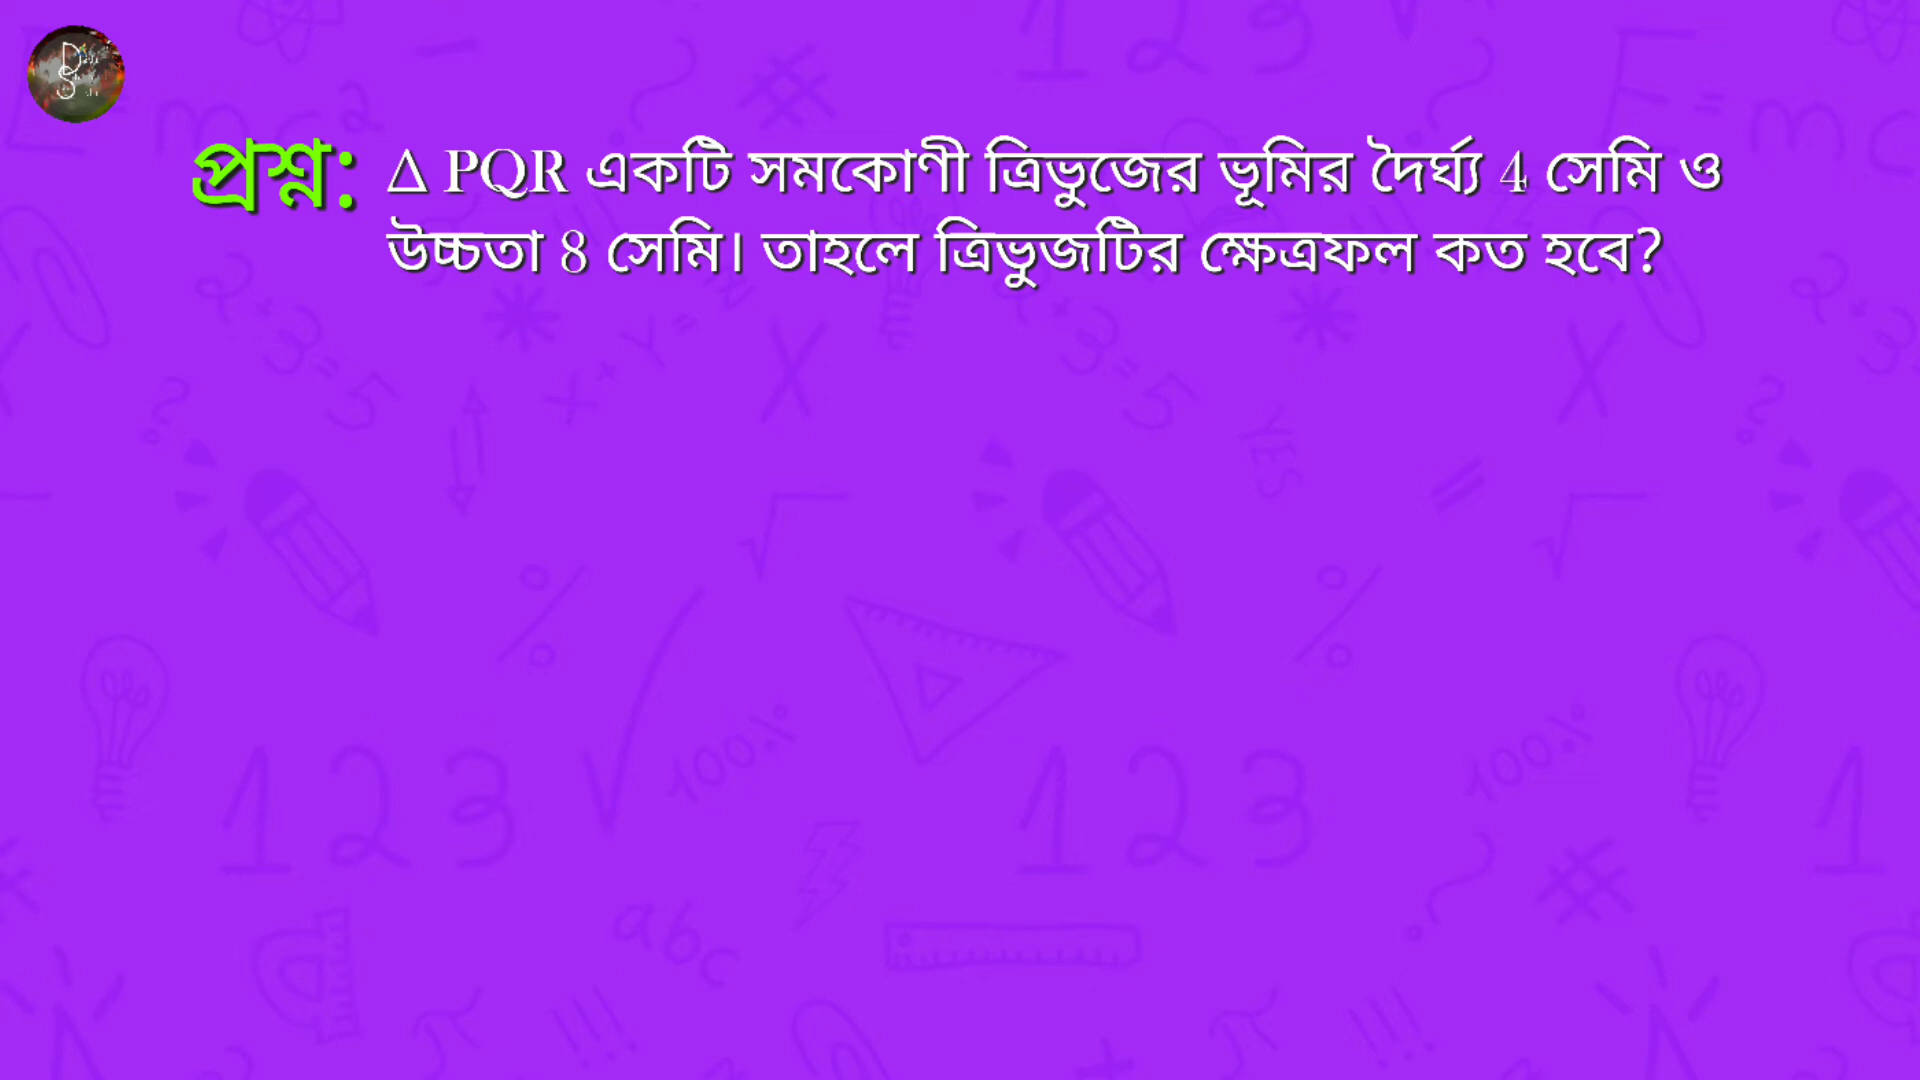 প্রশ্ন: Δ PQR একটি সমকোণী ত্রিভুজের ভূমির দৈর্ঘ্য 4 সেমি ও
উচ্চতা 8 সেমি। তাহলে ত্রিভুজটির ক্ষেত্রফল কত হবে?